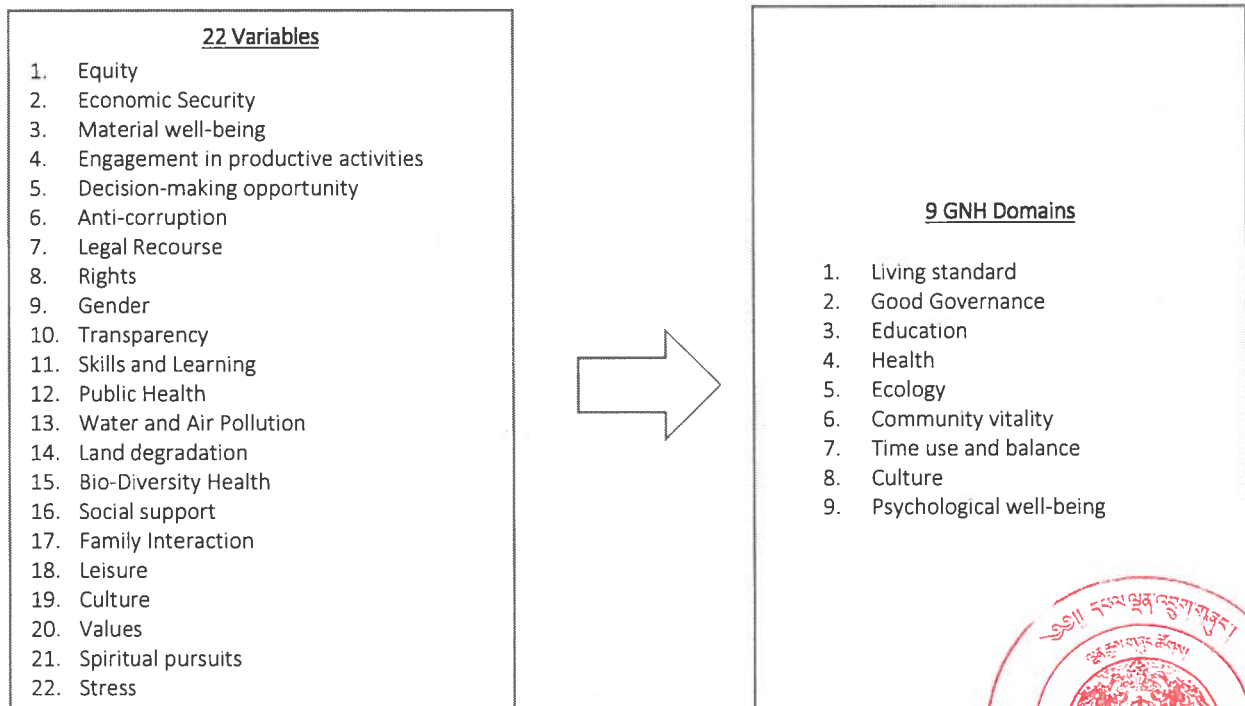 22 Variables
1. Equity
2. Economic Security
3. Material well-being
4. Engagement in productive activities
5. Decision-making opportunity
6. Anti-corruption
7. Legal Recourse
8. Rights
9. Gender
10. Transparency
11. Skills and Learning
12. Public Health
13. Water and Air Pollution
14. Land degradation
15. Bio-Diversity Health
16. Social support
17. Family Interaction
18. Leisure
19. Culture
20. Values
21. Spiritual pursuits
22. Stress
9 GNH Domains
1. Living standard
2. Good Governance
3. Education
4. Health
5. Ecology
6. Community vitality
7. Time use and balance
8. Culture
9. Psychological well-being
༄༅།། དཔལ་ལྡན་འབྲུག་གཞུང་།
ལྷན་རྒྱས་གཞུང་ཚོགས།